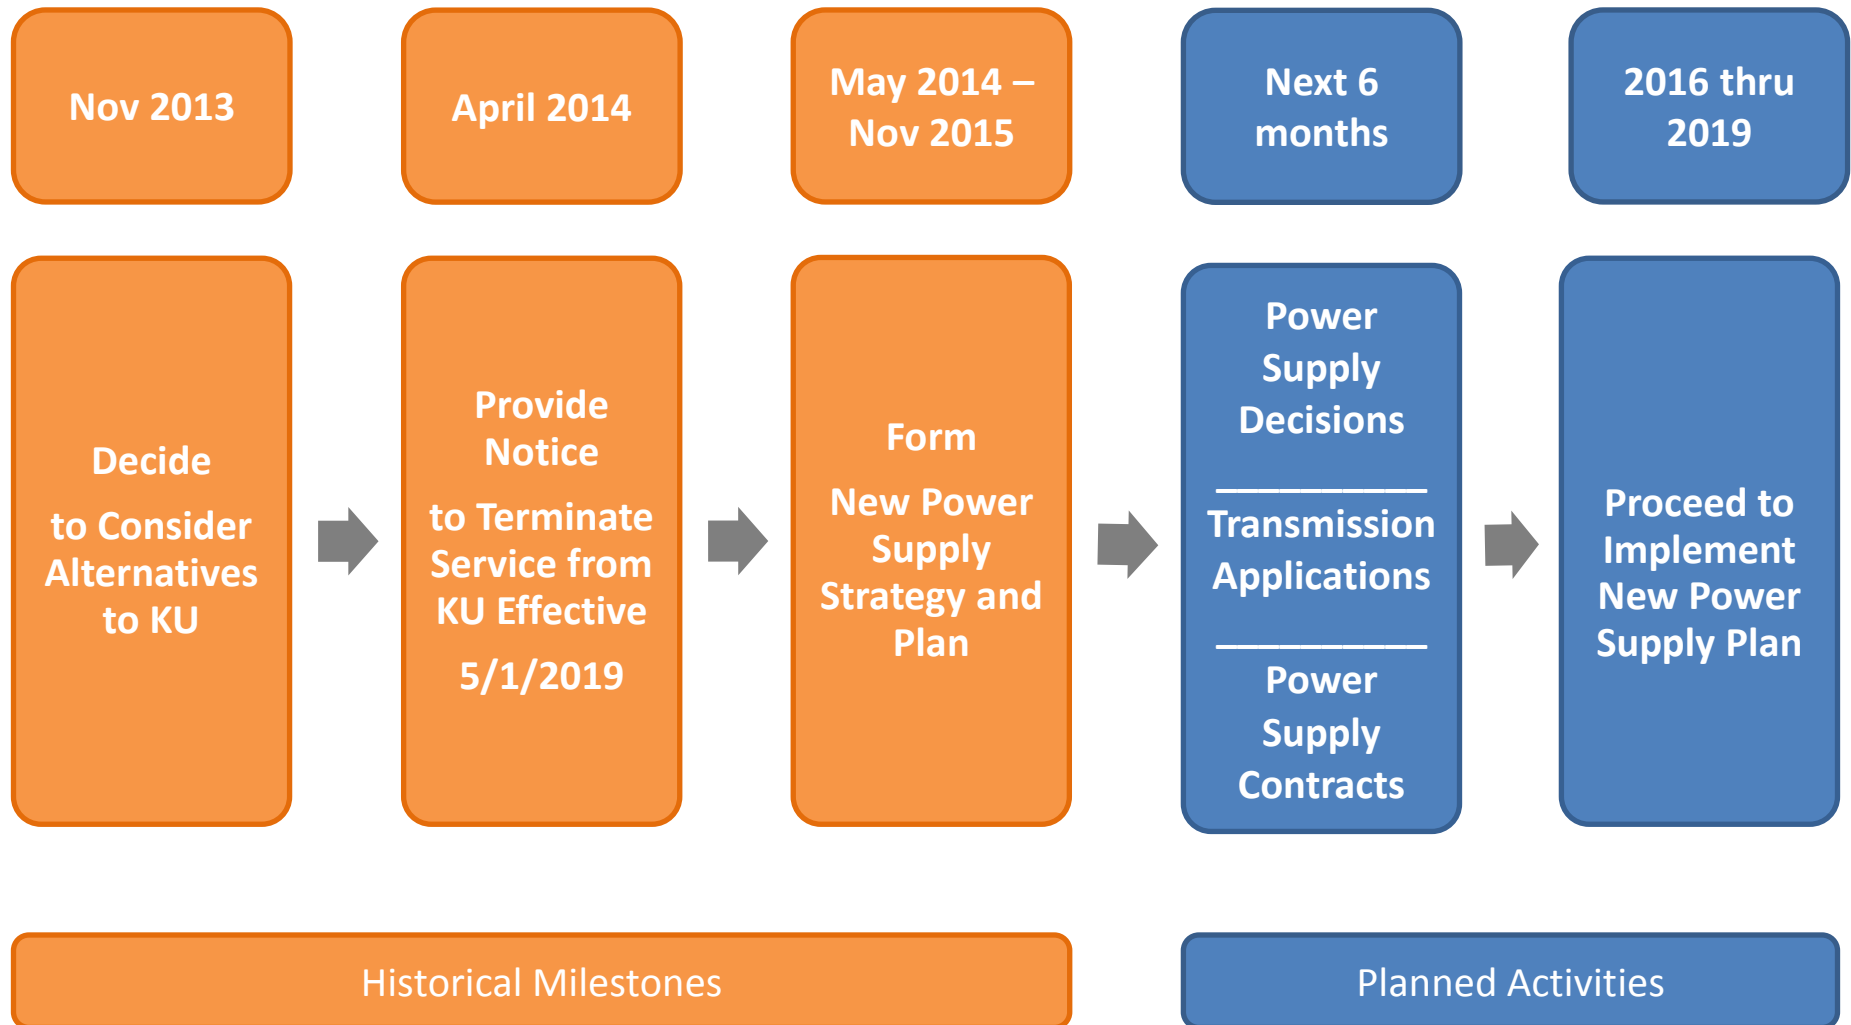 Nov 2013
April 2014
May 2014 –
Nov 2015
Next 6
months
2016 thru
2019
Decide
to Consider
Alternatives
to KU
Provide
Notice
to Terminate
Service from
KU Effective
5/1/2019
Form
New Power
Supply
Strategy and
Plan
Power
Supply
Decisions
___________
Transmission
Applications
___________
Power
Supply
Contracts
Proceed to
Implement
New Power
Supply Plan
Historical Milestones
Planned Activities